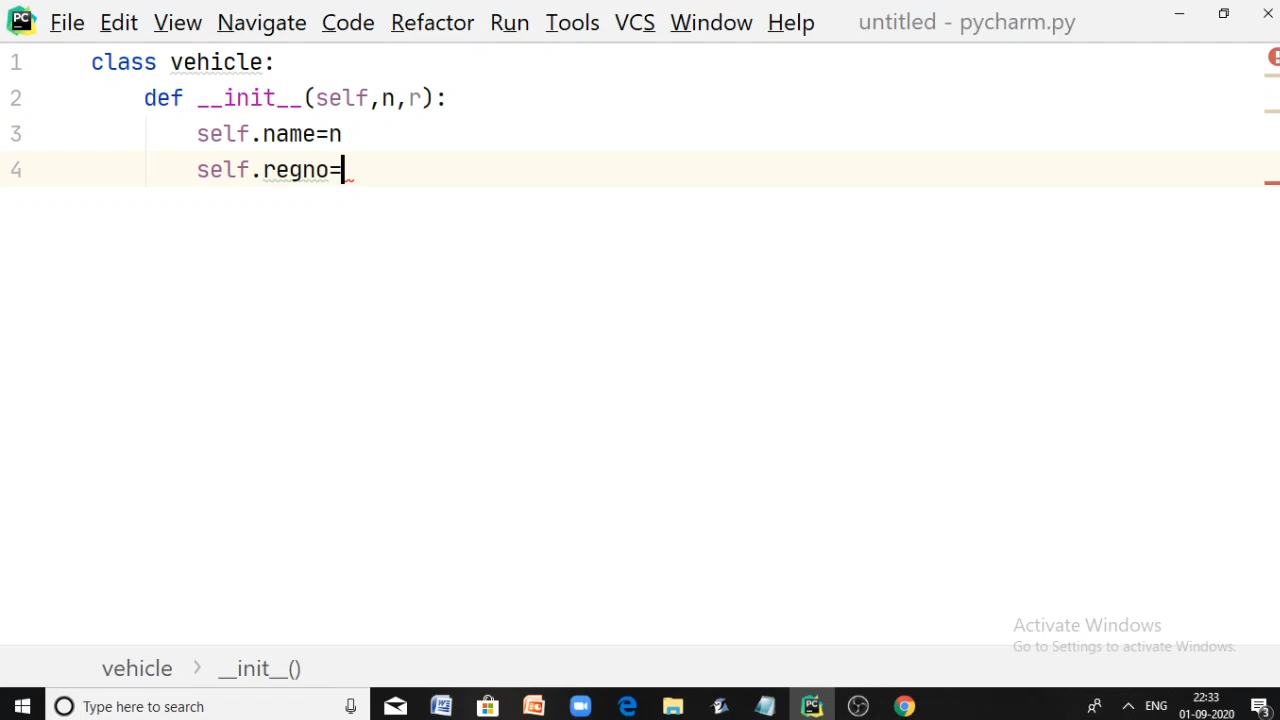 PC File Edit View Navigate Code Refactor Run Tools VCS Window Help untitled - pycharm.py
1 class vehicle:
2 def __init__(self,n,r):
3 self.name=n
4 self.regno=
Activate Windows
Go to Settings to activate Windows.
vehicle > __init__()
Type here to search
ENG
22:33
01-09-2020
3